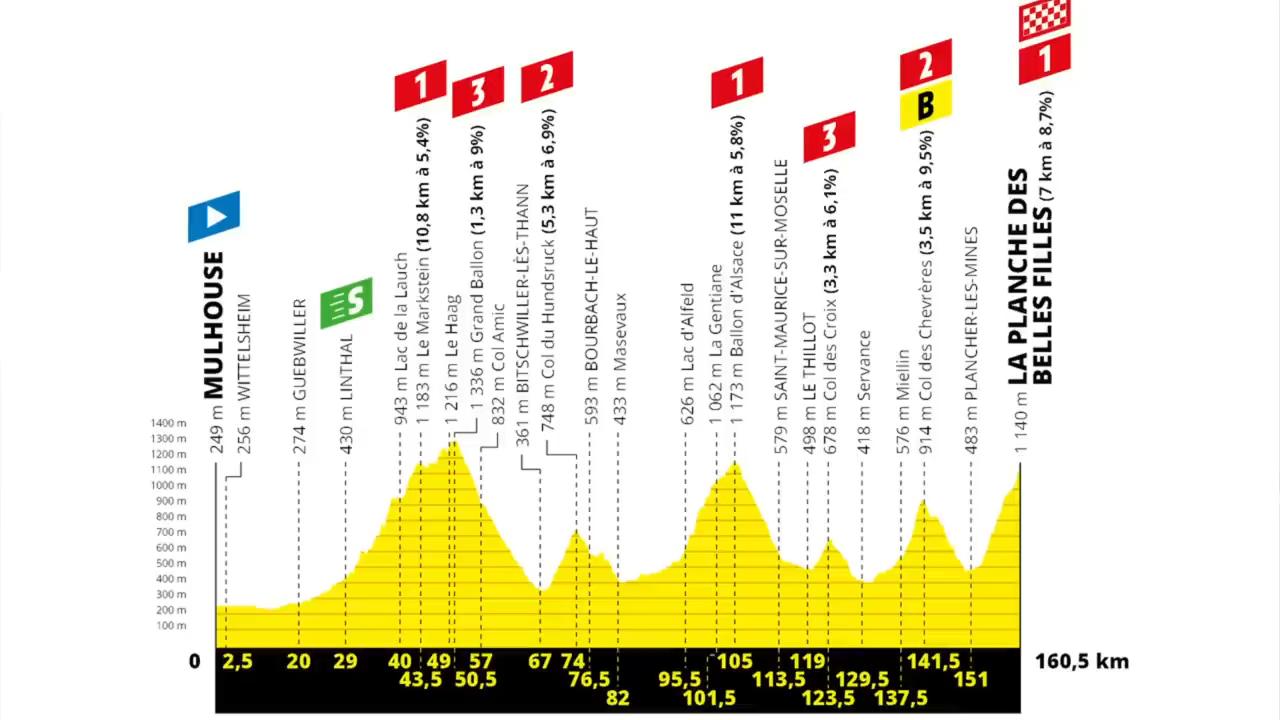 249 m MULHOUSE
256 m WITTELSHEIM
274 m GUEBWILLER
430 m LINTHAL
S
943 m Lac de la Lauch
1 183 m Le Markstein (10,8 km à 5,4%)
1
1 216 m Le Haag
1 336 m Grand Ballon (1,3 km à 9%)
3
832 m Col Amic
361 m BITSCHWILLER-LÈS-THANN
748 m Col du Hundsruck (5,3 km à 6,9%)
2
593 m BOURBACH-LE-HAUT
433 m Masevaux
626 m Lac d'Alfeld
1 062 m La Gentiane
1 173 m Ballon d'Alsace (11 km à 5,8%)
1
579 m SAINT-MAURICE-SUR-MOSELLE
498 m LE THILLOT
678 m Col des Croix (3,3 km à 6,1%)
3
418 m Servance
576 m Miellin
914 m Col des Chevrères (3,5 km à 9,5%)
2
B
483 m PLANCHER-LES-MINES
1 140 m LA PLANCHE DES
BELLES FILLES (7 km à 8,7%)
1
1400 m
1300 m
1200 m
1100 m
1000 m
900 m
800 m
700 m
600 m
500 m
400 m
300 m
200 m
100 m
0 2,5 20 29 40 49 57 67 74 105 119 141,5 160,5 km
43,5 50,5 76,5 95,5 113,5 129,5 151
82 101,5 123,5 137,5